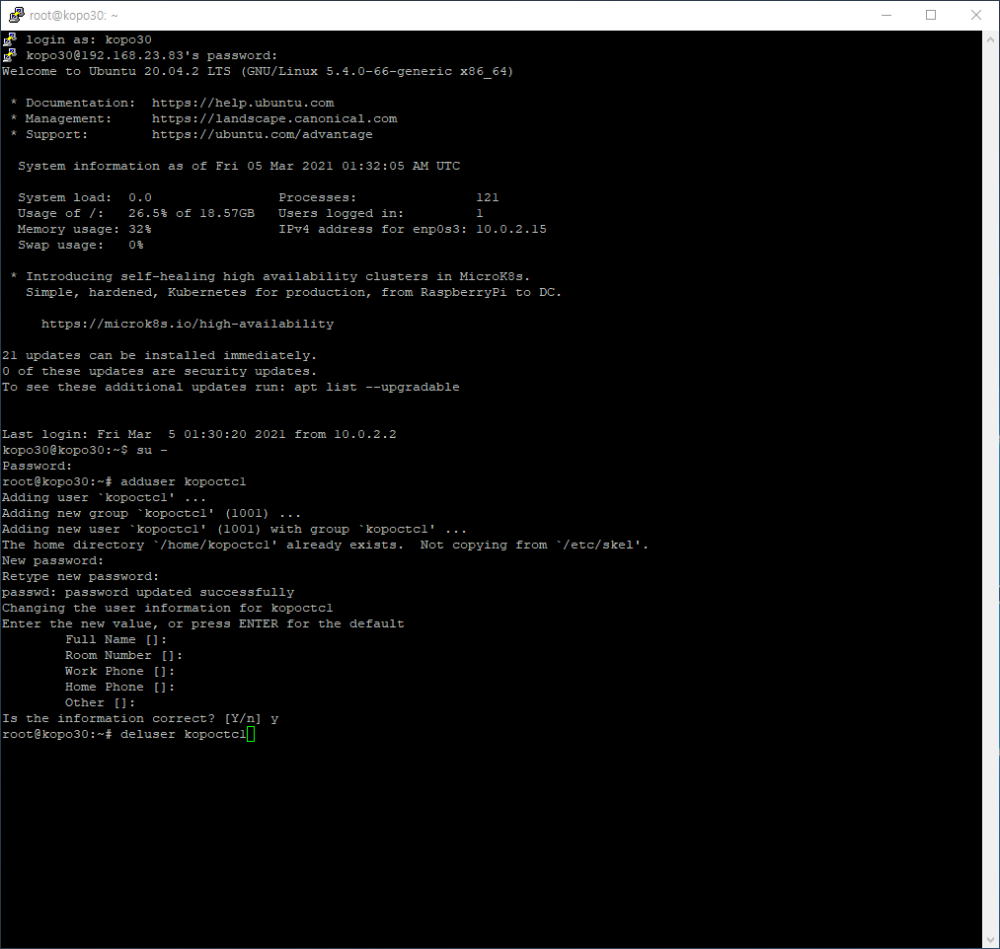 root@kopo30: ~
login as: kopo30
kopo30@192.168.23.83's password:
Welcome to Ubuntu 20.04.2 LTS (GNU/Linux 5.4.0-66-generic x86_64)
* Documentation:  https://help.ubuntu.com
* Management:     https://landscape.canonical.com
* Support:        https://ubuntu.com/advantage
System information as of Fri 05 Mar 2021 01:32:05 AM UTC
System load:  0.0                Processes:               121
Usage of /:   26.5% of 18.57GB   Users logged in:         1
Memory usage: 32%                IPv4 address for enp0s3: 10.0.2.15
Swap usage:   0%
* Introducing self-healing high availability clusters in MicroK8s.
Simple, hardened, Kubernetes for production, from RaspberryPi to DC.
https://microk8s.io/high-availability
21 updates can be installed immediately.
0 of these updates are security updates.
To see these additional updates run: apt list --upgradable
Last login: Fri Mar  5 01:30:20 2021 from 10.0.2.2
kopo30@kopo30:~$ su -
Password:
root@kopo30:~# adduser kopoctc1
Adding user `kopoctc1' ...
Adding new group `kopoctc1' (1001) ...
Adding new user `kopoctc1' (1001) with group `kopoctc1' ...
The home directory `/home/kopoctc1' already exists.  Not copying from `/etc/skel'.
New password:
Retype new password:
passwd: password updated successfully
Changing the user information for kopoctc1
Enter the new value, or press ENTER for the default
Full Name []:
Room Number []:
Work Phone []:
Home Phone []:
Other []:
Is the information correct? [Y/n] y
root@kopo30:~# deluser kopoctc1